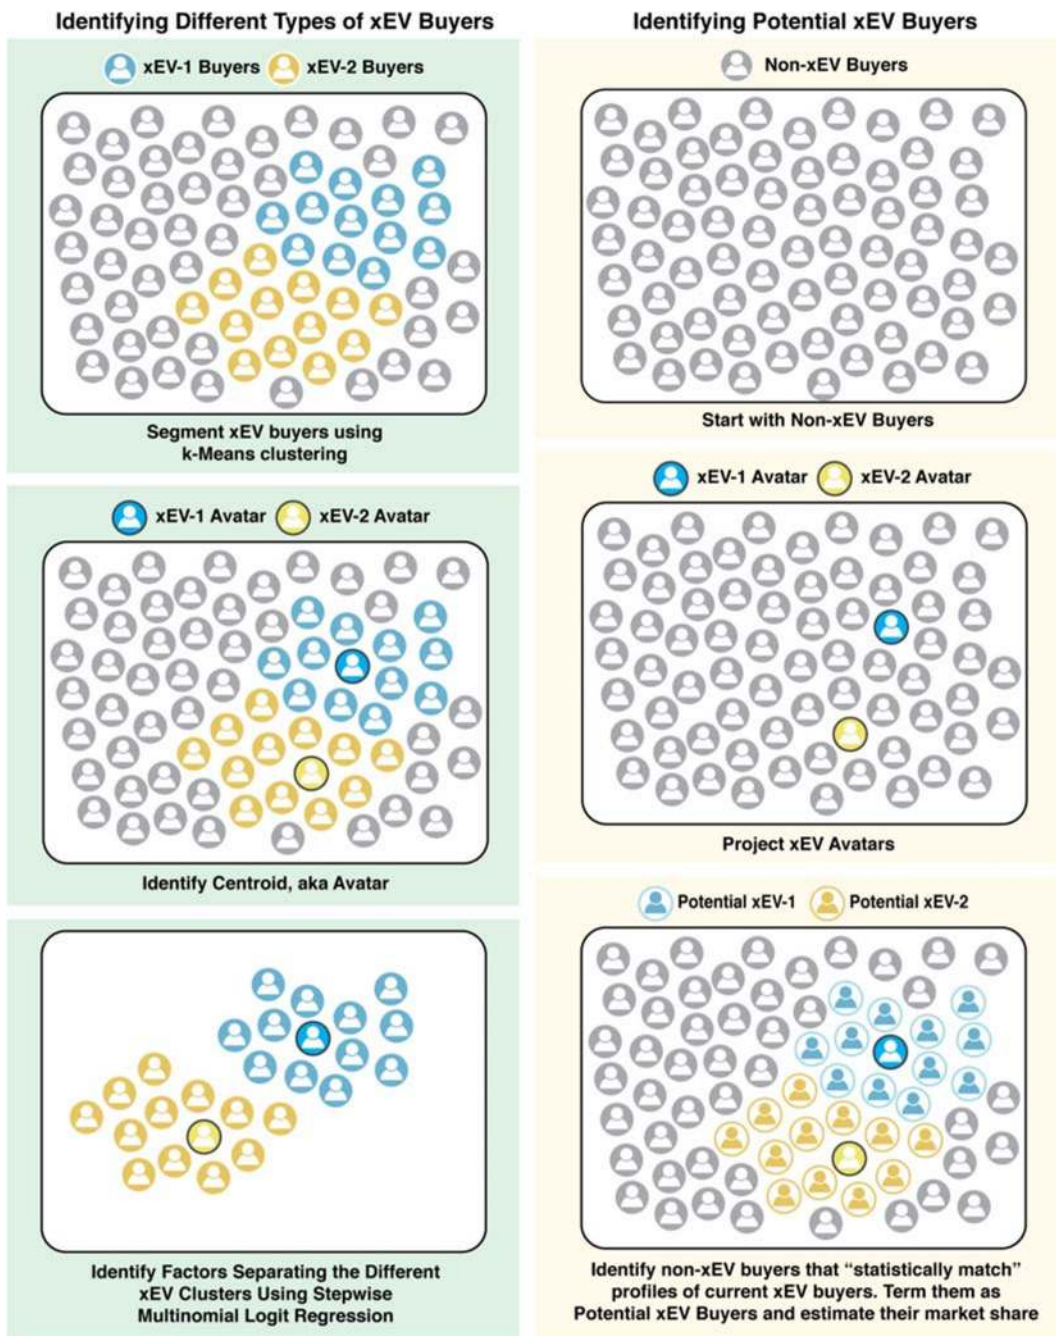 Identifying Different Types of xEV Buyers
xEV-1 Buyers xEV-2 Buyers
Segment xEV buyers using
k-Means clustering
xEV-1 Avatar xEV-2 Avatar
Identify Centroid, aka Avatar
Identify Factors Separating the Different
xEV Clusters Using Stepwise
Multinomial Logit Regression
Identifying Potential xEV Buyers
Non-xEV Buyers
Start with Non-xEV Buyers
xEV-1 Avatar xEV-2 Avatar
Project xEV Avatars
Potential xEV-1 Potential xEV-2
Identify non-xEV buyers that “statistically match”
profiles of current xEV buyers. Term them as
Potential xEV Buyers and estimate their market share